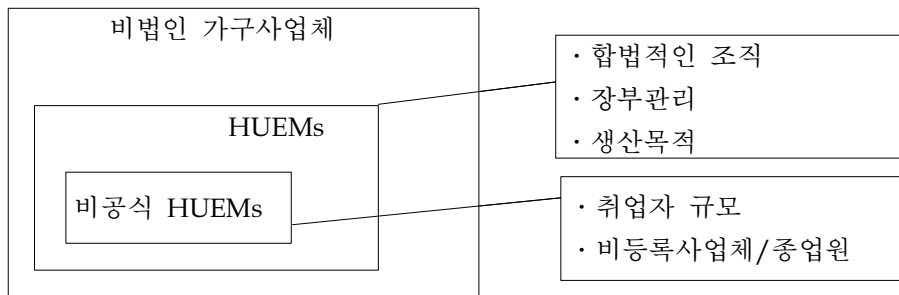 비법인 가구사업체
HUEMs
비공식 HUEMs
· 합법적인 조직
· 장부관리
· 생산목적
· 취업자 규모
· 비등록사업체/종업원